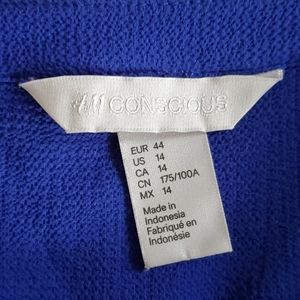 H&M CONSCIOUS
EUR 44
US 14
CA 14
CN 175/100A
MX 14
Made in
Indonesia
Fabriqué en
Indonésie